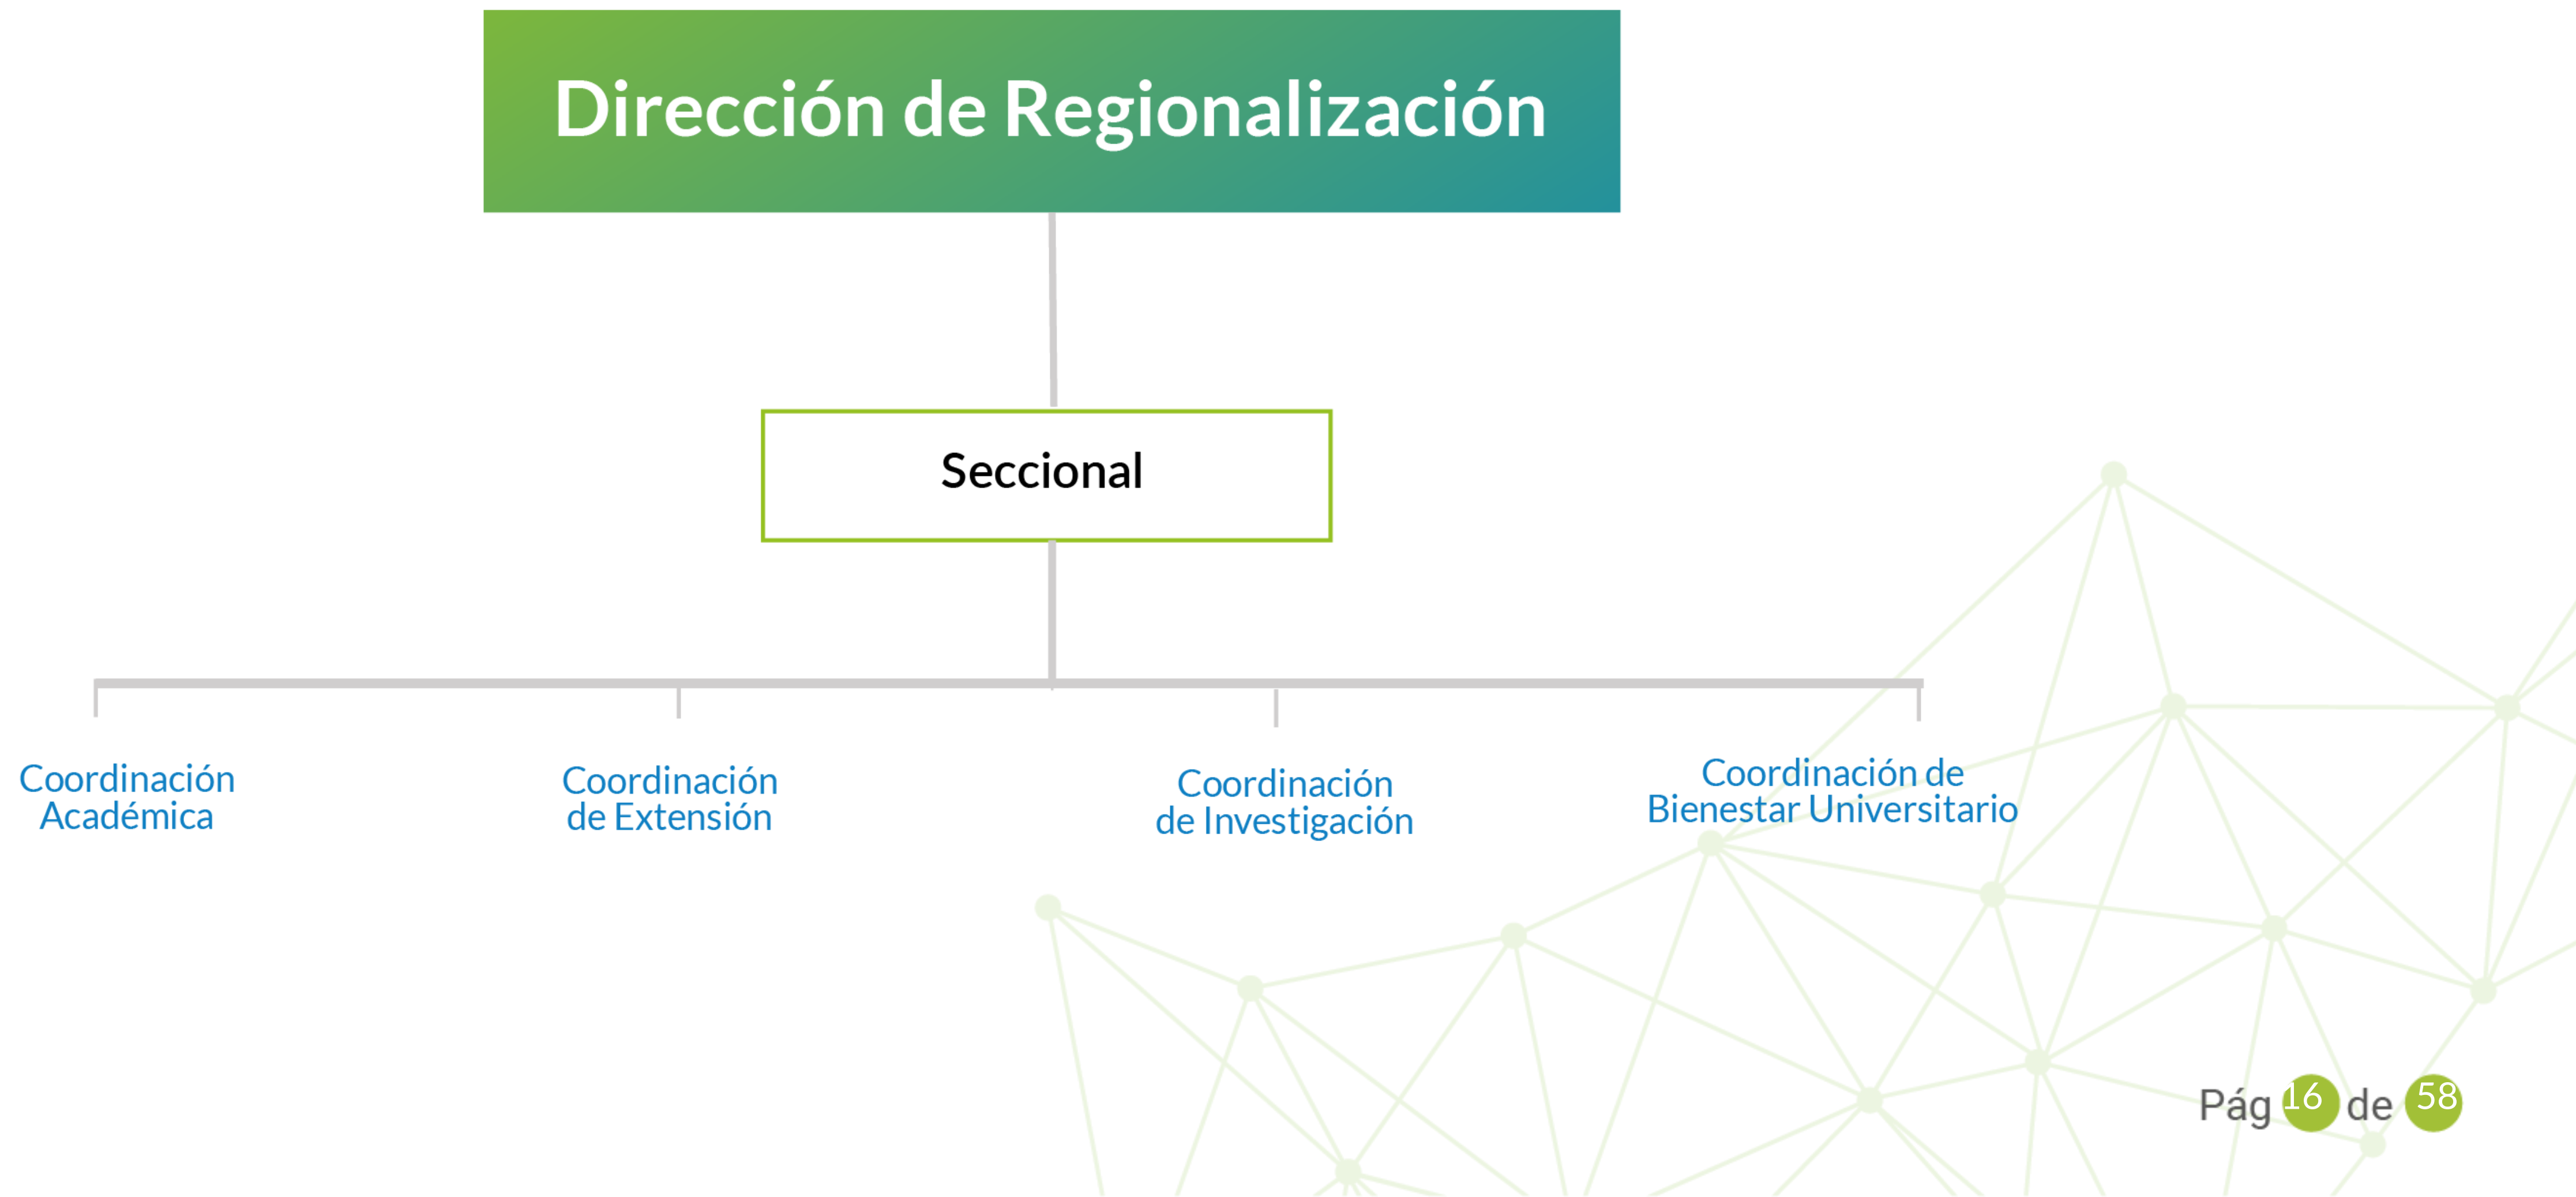 Dirección de Regionalización
Seccional
Coordinación
Académica
Coordinación
de Extensión
Coordinación
de Investigación
Coordinación de
Bienestar Universitario
Pág 16 de 58